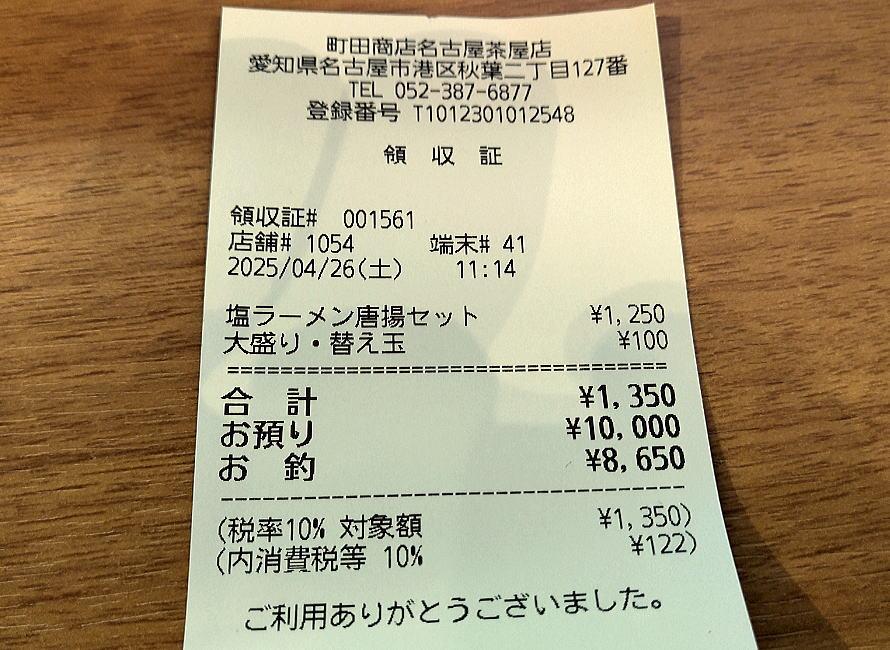 町田商店名古屋茶屋店
愛知県名古屋市港区秋葉二丁目127番
TEL 052-387-6877
登録番号 T1012301012548
領 収 証
領収証# 001561
店舗# 1054 端末# 41
2025/04/26(土) 11:14
塩ラーメン唐揚セット ¥1,250
大盛り・替え玉 ¥100
==================================
合 計 ¥1,350
お預り ¥10,000
お 釣 ¥8,650
----------------------------------
(税率10% 対象額 ¥1,350)
(内消費税等 10% ¥122)
ご利用ありがとうございました。